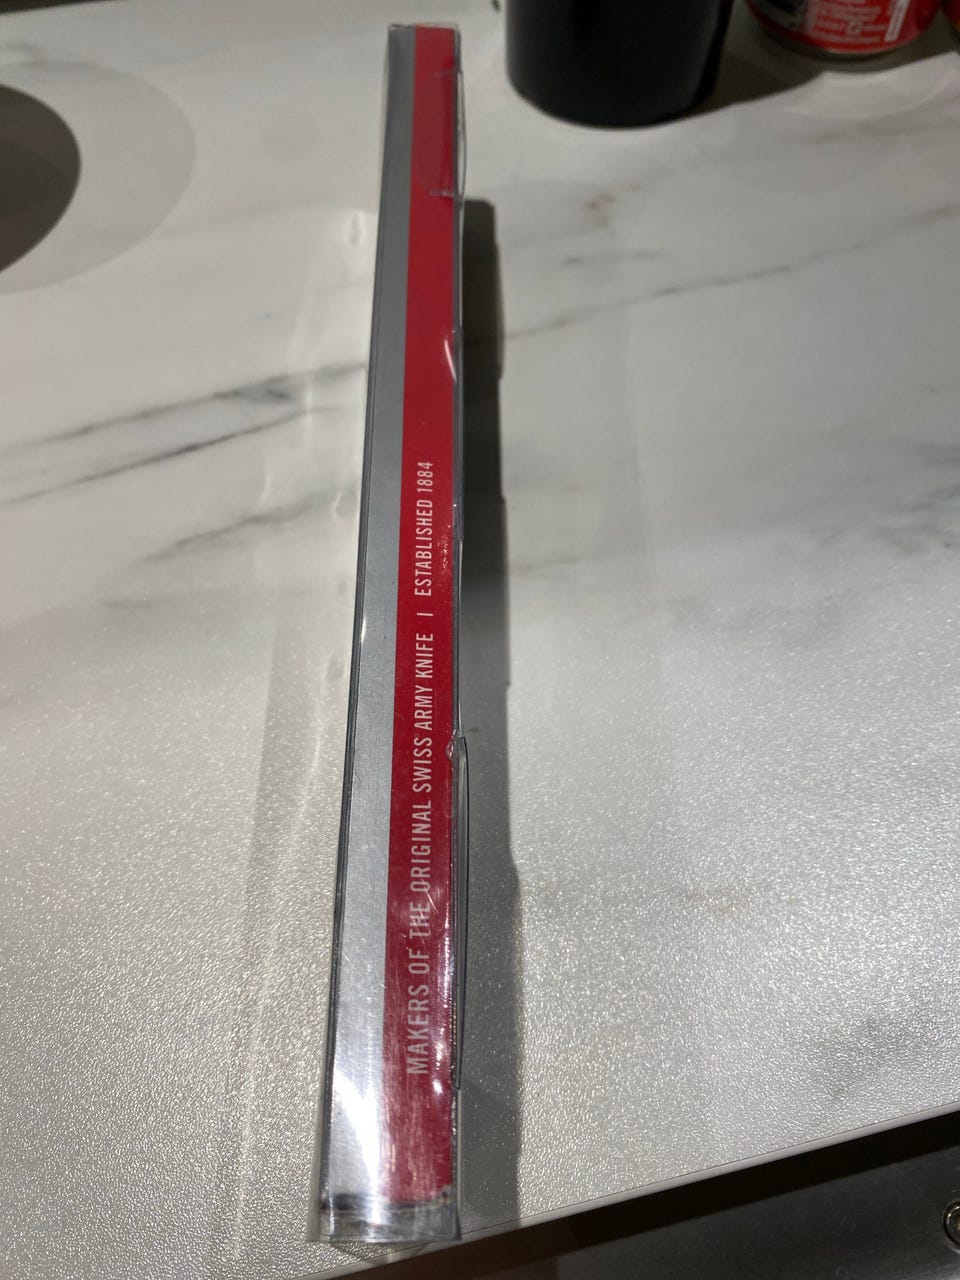 MAKERS OF THE ORIGINAL SWISS ARMY KNIFE | ESTABLISHED 1884